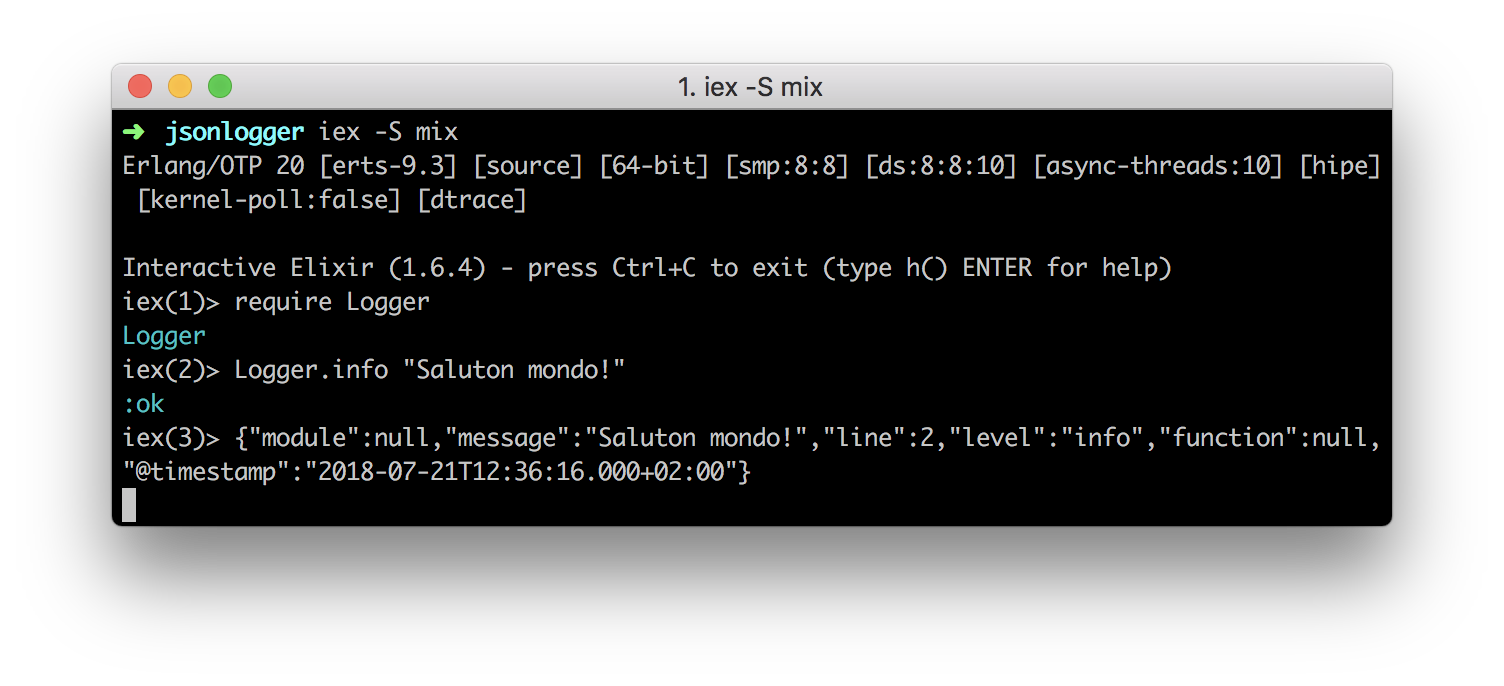 1. iex -S mix
➜ jsonlogger iex -S mix
Erlang/OTP 20 [erts-9.3] [source] [64-bit] [smp:8:8] [ds:8:8:10] [async-threads:10] [hipe]
[kernel-poll:false] [dtrace]
Interactive Elixir (1.6.4) - press Ctrl+C to exit (type h() ENTER for help)
iex(1)> require Logger
Logger
iex(2)> Logger.info "Saluton mondo!"
:ok
iex(3)> {"module":null,"message":"Saluton mondo!","line":2,"level":"info","function":null,
"@timestamp":"2018-07-21T12:36:16.000+02:00"}